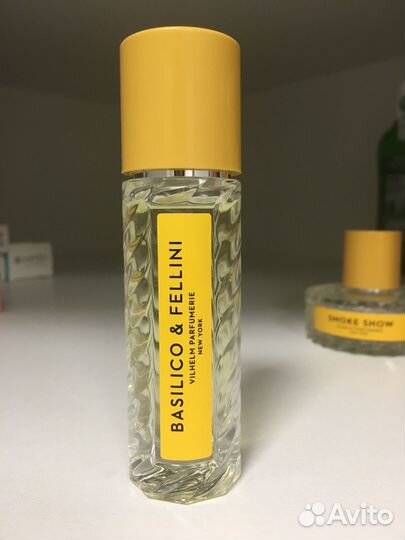 BASILICO & FELLINI
VILHELM PARFUMERIE
NEW YORK
SMOKE SHOW
Avito